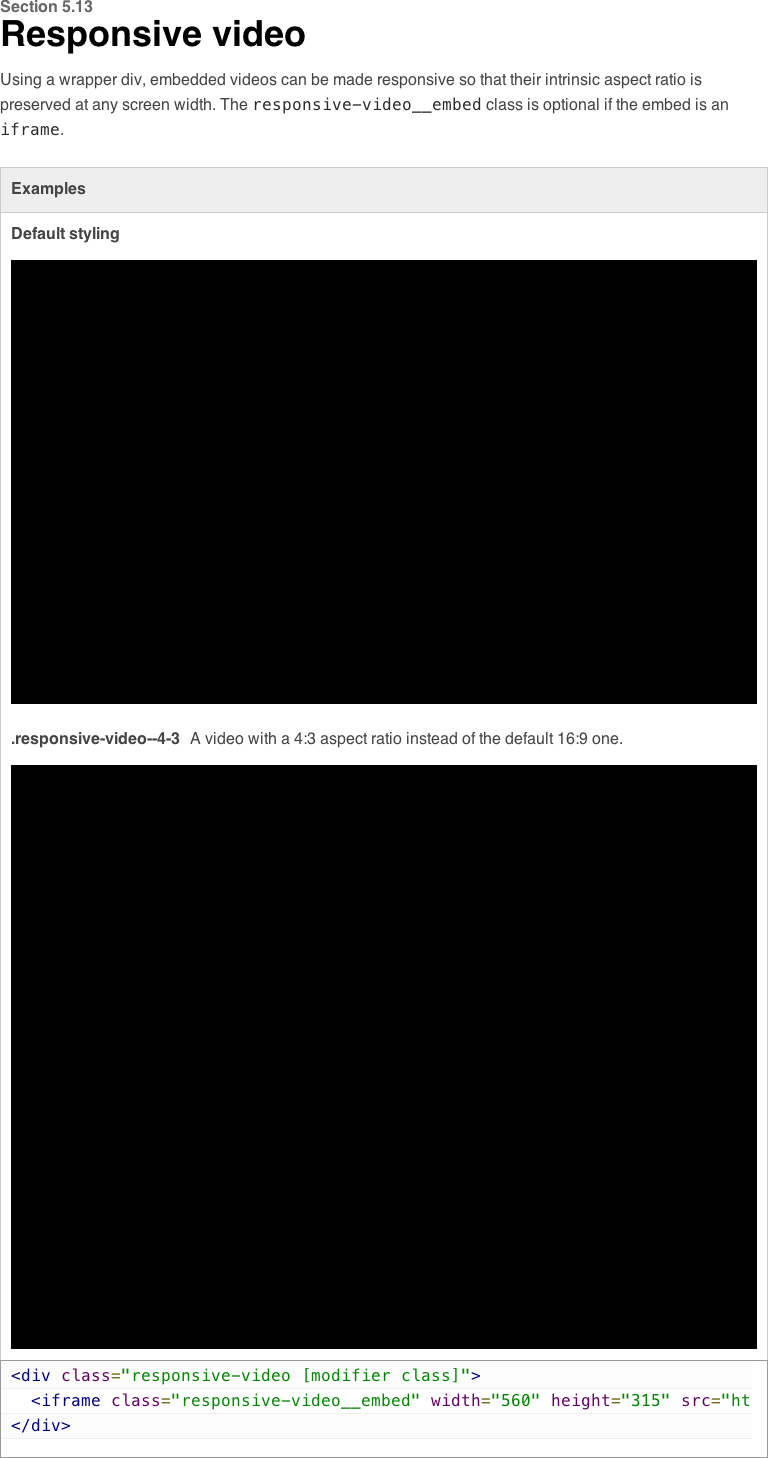 Section 5.13
Responsive video
Using a wrapper div, embedded videos can be made responsive so that their intrinsic aspect ratio is
preserved at any screen width. The responsive-video__embed class is optional if the embed is an
iframe.
Examples
Default styling
.responsive-video--4-3 A video with a 4:3 aspect ratio instead of the default 16:9 one.
<div class="responsive-video [modifier class]">
  <iframe class="responsive-video__embed" width="560" height="315" src="ht
</div>